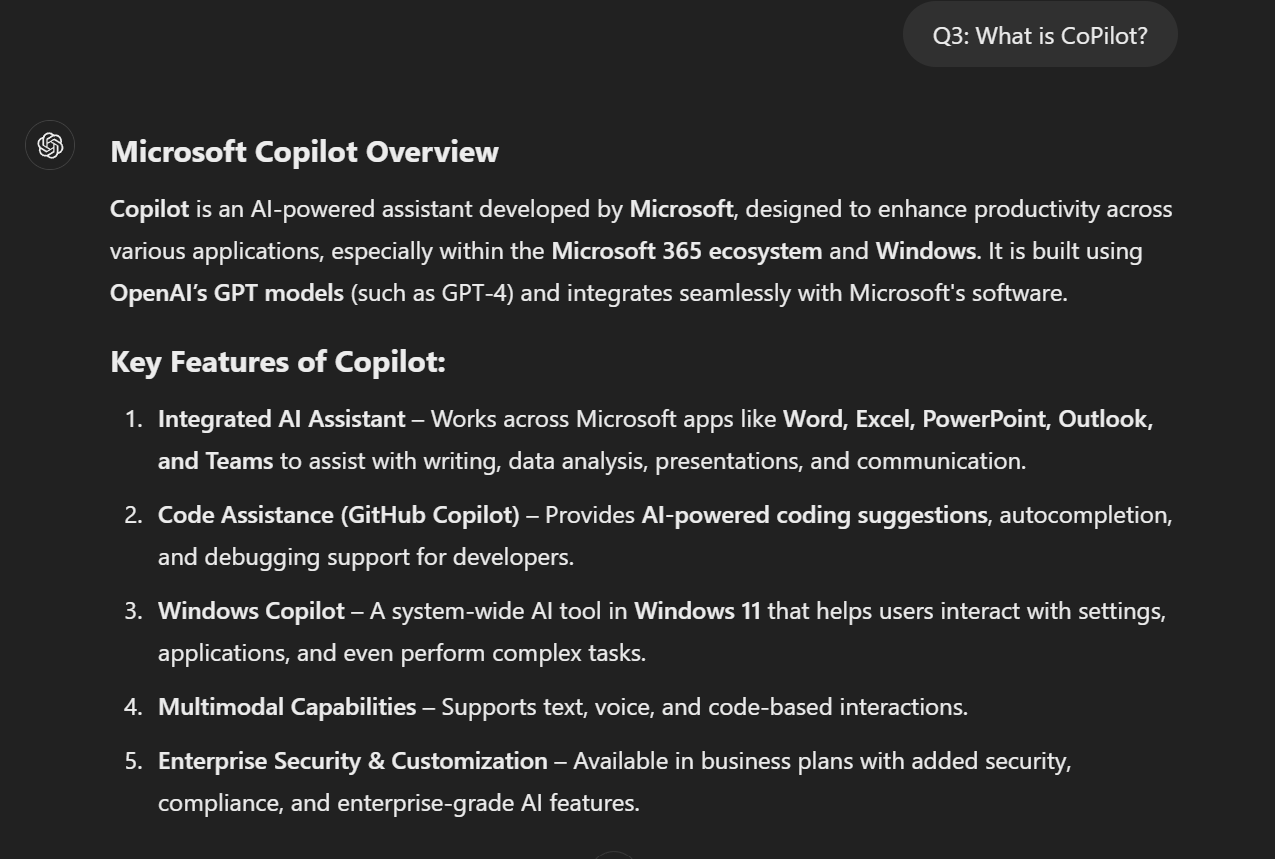 Q3: What is CoPilot?
Microsoft Copilot Overview
Copilot is an AI-powered assistant developed by Microsoft, designed to enhance productivity across
various applications, especially within the Microsoft 365 ecosystem and Windows. It is built using
OpenAI’s GPT models (such as GPT-4) and integrates seamlessly with Microsoft's software.
Key Features of Copilot:
1. Integrated AI Assistant – Works across Microsoft apps like Word, Excel, PowerPoint, Outlook,
and Teams to assist with writing, data analysis, presentations, and communication.
2. Code Assistance (GitHub Copilot) – Provides AI-powered coding suggestions, autocompletion,
and debugging support for developers.
3. Windows Copilot – A system-wide AI tool in Windows 11 that helps users interact with settings,
applications, and even perform complex tasks.
4. Multimodal Capabilities – Supports text, voice, and code-based interactions.
5. Enterprise Security & Customization – Available in business plans with added security,
compliance, and enterprise-grade AI features.